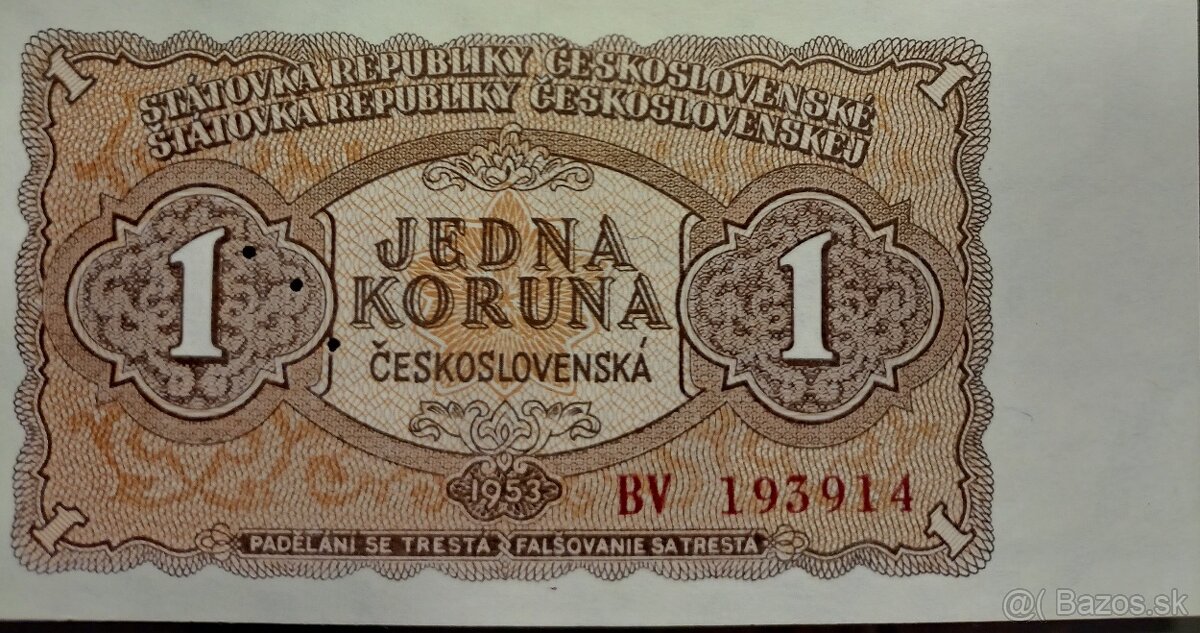 STÁTOVKA REPUBLIKY ČESKOSLOVENSKÉ
ŠTÁTOVKA REPUBLIKY ČESKOSLOVENSKEJ
1 1
1 JEDNA 1
KORUNA
ČESKOSLOVENSKÁ
1953 BV 193914
1 1
PADĚLÁNÍ SE TRESTÁ FALŠOVANIE SA TRESTÁ
@( Bazos.sk